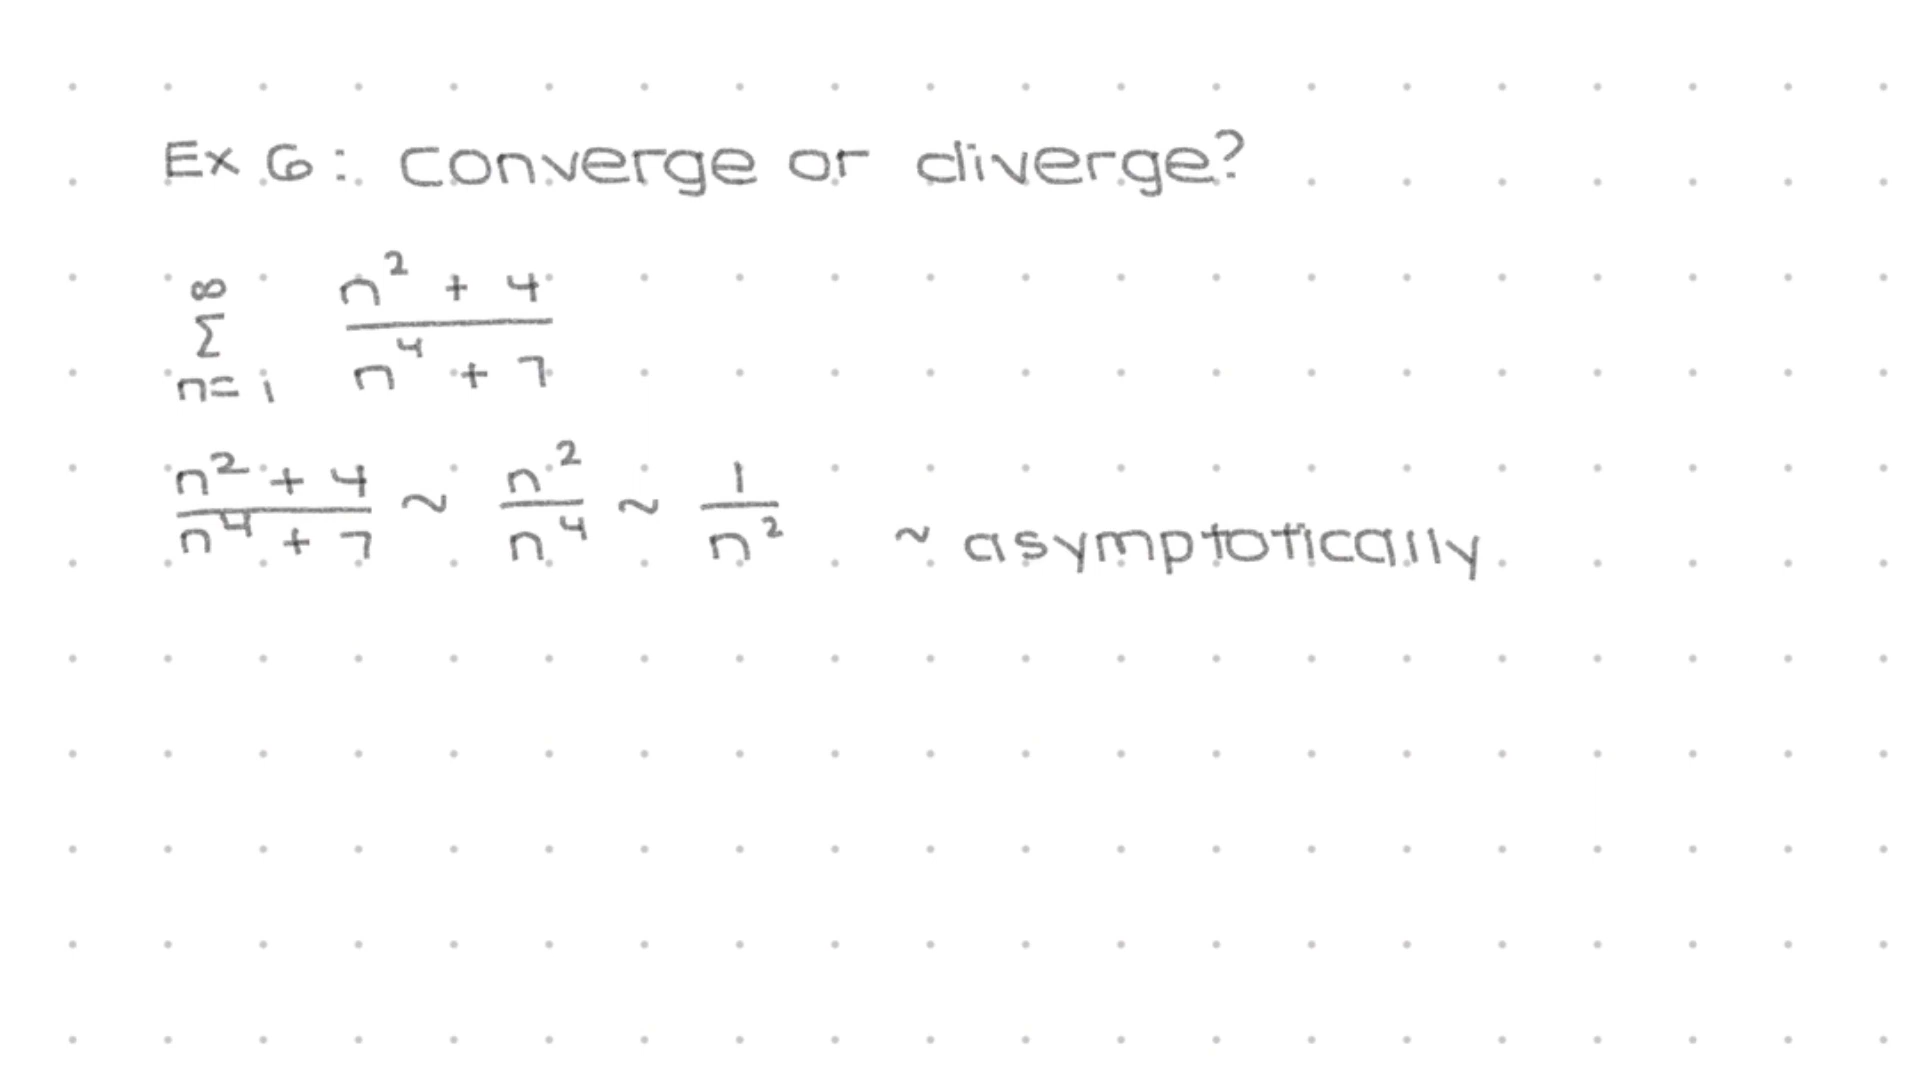 Ex 6: converge or diverge?
∞
Σ
n=1
n² + 4
n⁴ + 7
n² + 4
n⁴ + 7
~
n²
n⁴
~
1
n²
~ asymptotically